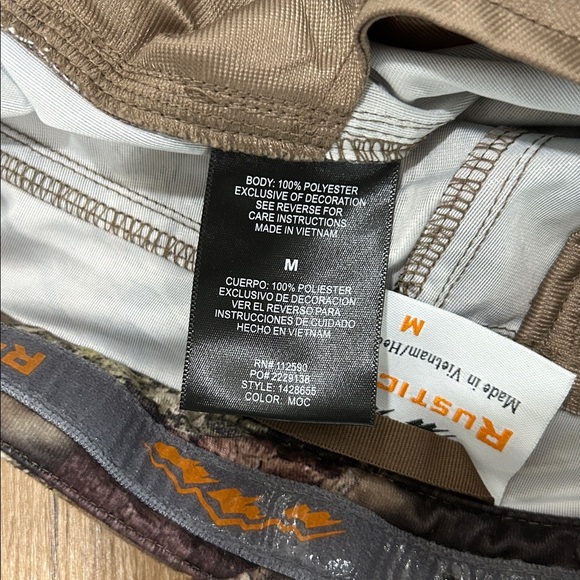 BODY: 100% POLYESTER
EXCLUSIVE OF DECORATION
SEE REVERSE FOR
CARE INSTRUCTIONS
MADE IN VIETNAM
M
CUERPO: 100% POLIESTER
EXCLUSIVO DE DECORACION
VER EL REVERSO PARA
INSTRUCCIONES DE CUIDADO
HECHO EN VIETNAM
RN# 112590
PO# 2229138
STYLE: 1428655
COLOR: MOC
RUSTIC
M
Made in Vietnam/